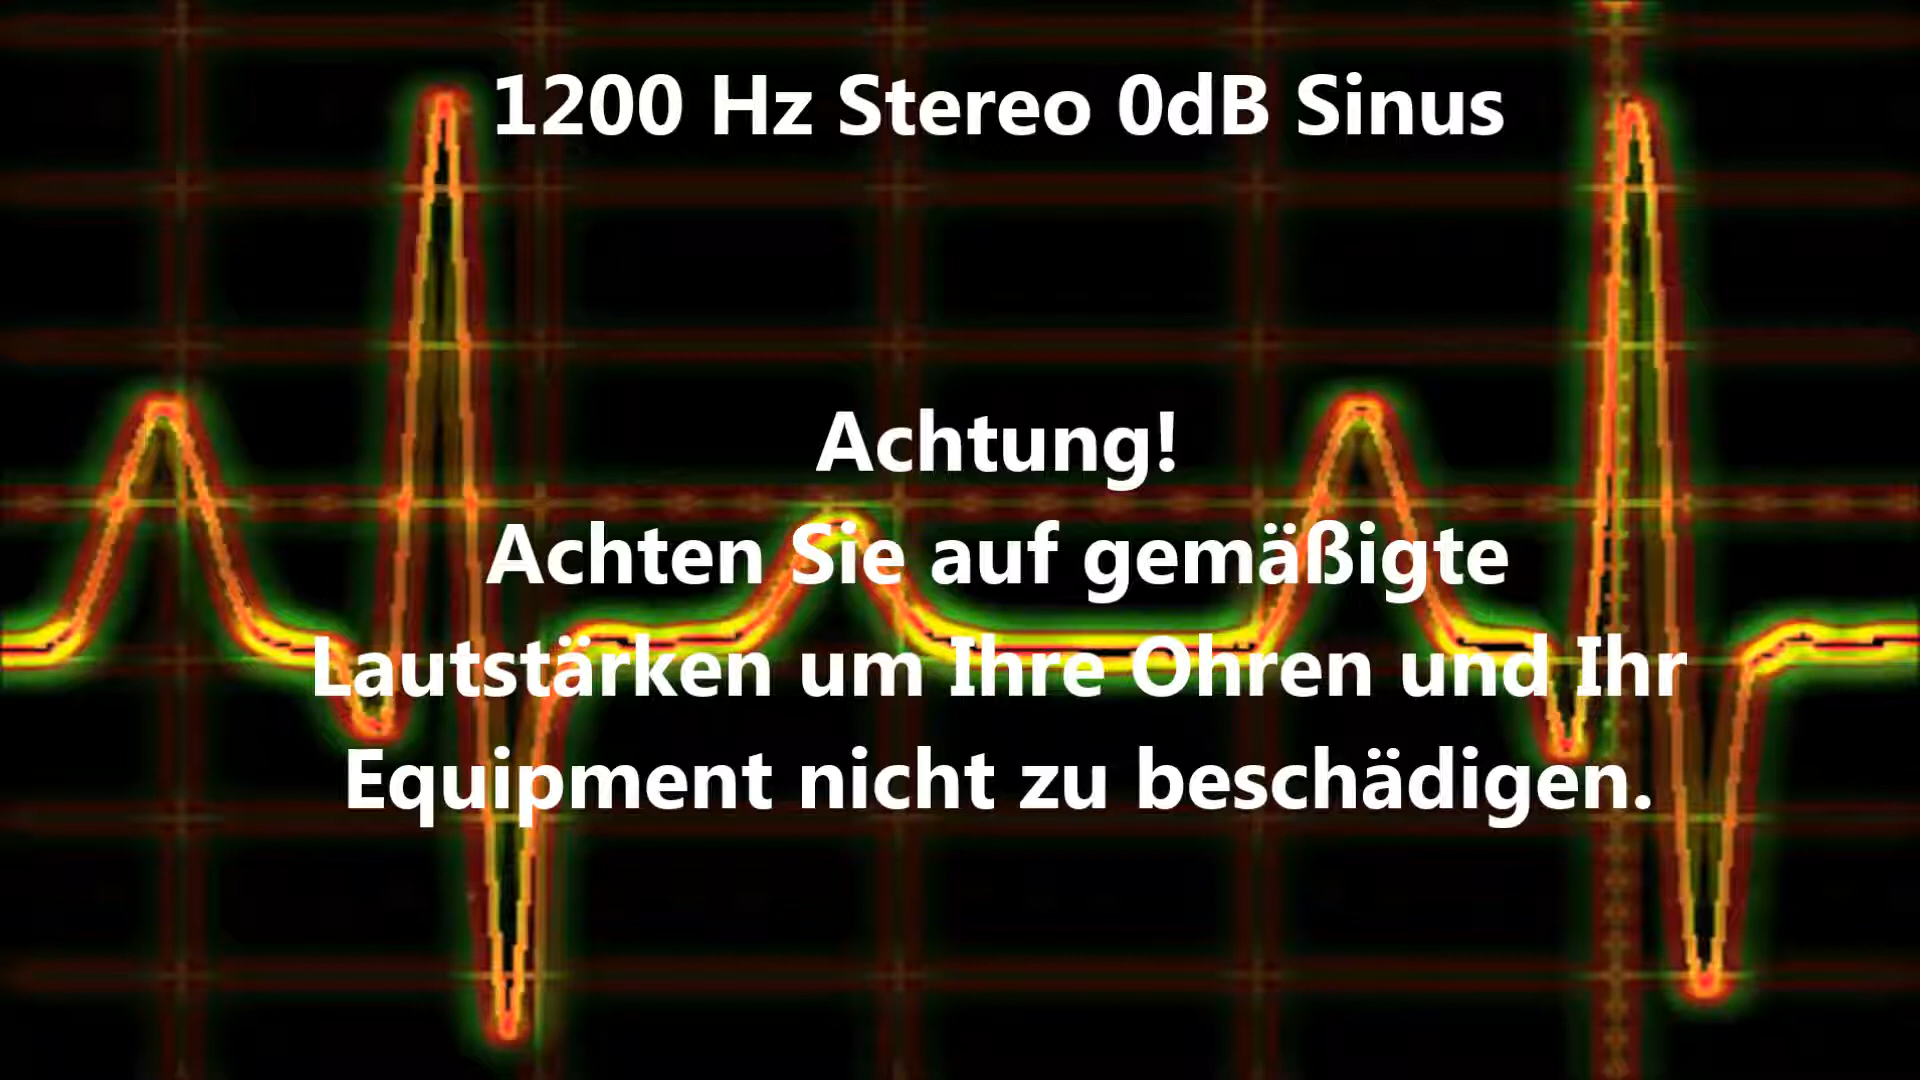 1200 Hz Stereo 0dB Sinus
Achtung!
Achten Sie auf gemäßigte
Lautstärken um Ihre Ohren und Ihr
Equipment nicht zu beschädigen.